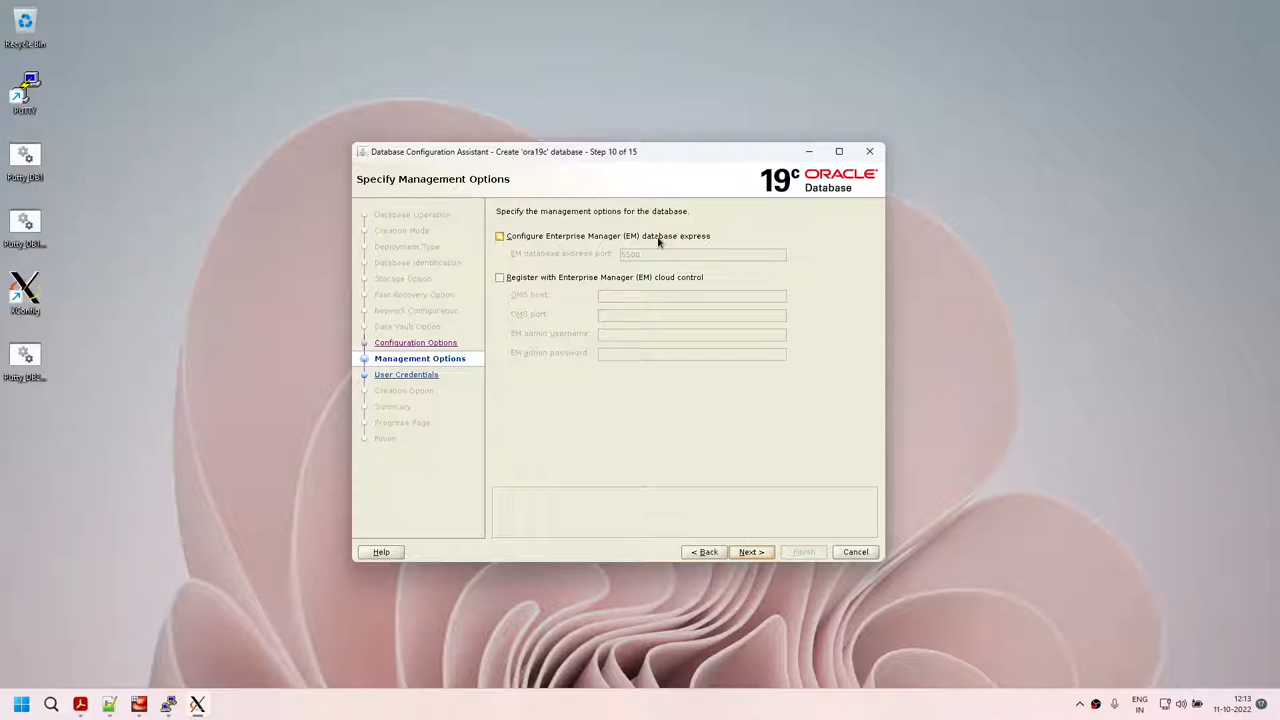 Recycle Bin
PuTTY
Putty DB1
Putty DB1...
XConfig
Putty DB2...
Database Configuration Assistant - Create 'ora19c' database - Step 10 of 15
Specify Management Options
19c ORACLE
Database
Database Operation
Creation Mode
Deployment Type
Database Identification
Storage Option
Fast Recovery Option
Network Configuration
Data Vault Option
Configuration Options
Management Options
User Credentials
Creation Option
Summary
Progress Page
Finish
Specify the management options for the database.
Configure Enterprise Manager (EM) database express
EM database express port: 5500
Register with Enterprise Manager (EM) cloud control
OMS host:
OMS port:
EM admin username:
EM admin password:
Help
< Back
Next >
Finish
Cancel
ENG
IN
12:13
11-10-2022
17